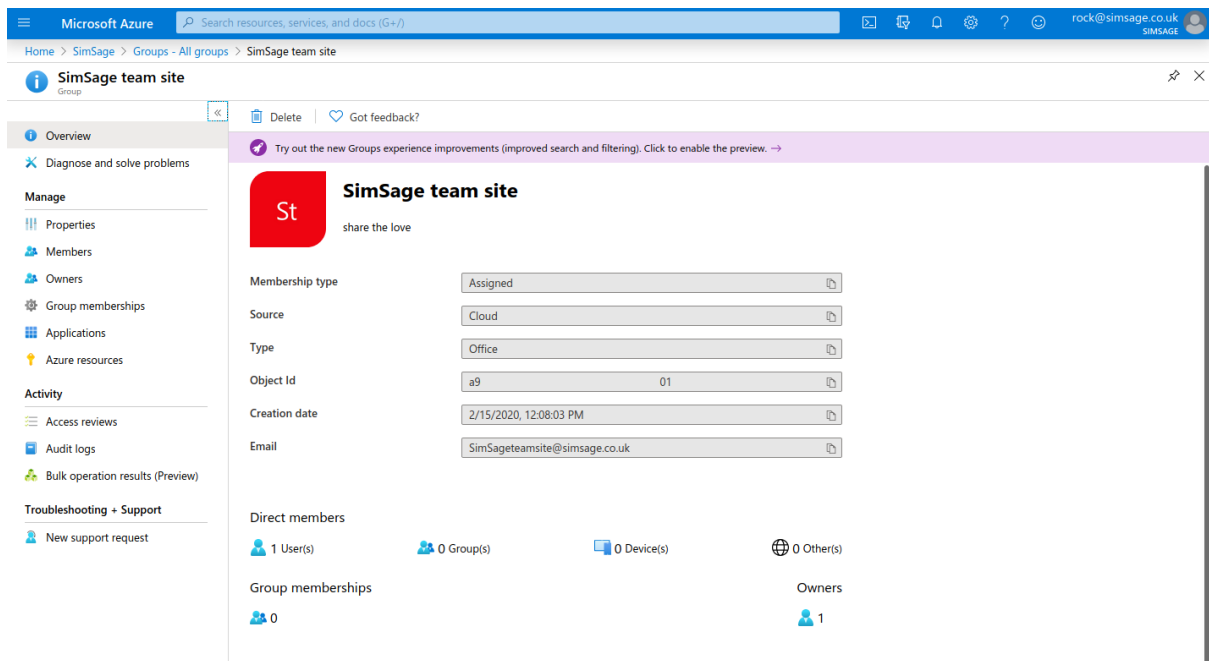 Microsoft Azure
Search resources, services, and docs (G+/)
rock@simsage.co.uk
SIMSAGE
Home > SimSage > Groups - All groups > SimSage team site
SimSage team site
Group
«
Delete
Got feedback?
Overview
Diagnose and solve problems
Try out the new Groups experience improvements (improved search and filtering). Click to enable the preview. →
Manage
Properties
Members
Owners
Group memberships
Applications
Azure resources
Activity
Access reviews
Audit logs
Bulk operation results (Preview)
Troubleshooting + Support
New support request
St
SimSage team site
share the love
Membership type Assigned
Source Cloud
Type Office
Object Id a9 01
Creation date 2/15/2020, 12:08:03 PM
Email SimSageteamsite@simsage.co.uk
Direct members
1 User(s) 0 Group(s) 0 Device(s) 0 Other(s)
Group memberships Owners
0 1